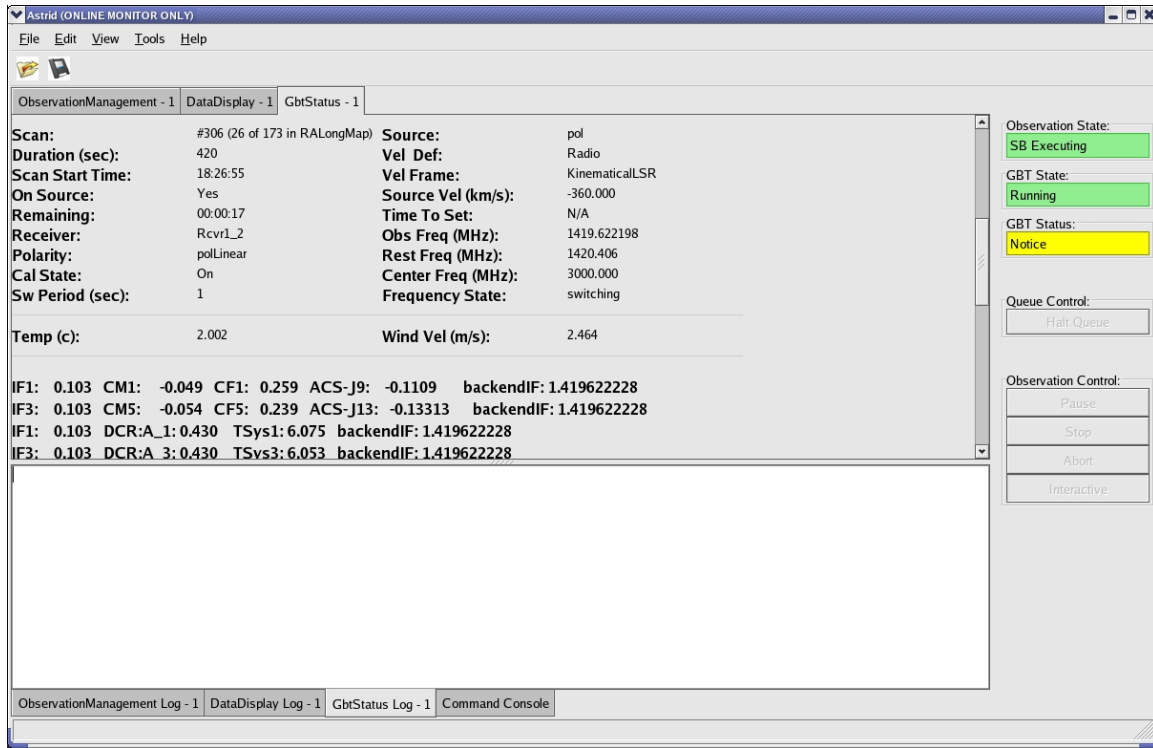 Astrid (ONLINE MONITOR ONLY)
File Edit View Tools Help
ObservationManagement - 1 DataDisplay - 1 GbtStatus - 1
Scan: #306 (26 of 173 in RALongMap) Source: pol
Duration (sec): 420 Vel Def: Radio
Scan Start Time: 18:26:55 Vel Frame: KinematicalLSR
On Source: Yes Source Vel (km/s): -360.000
Remaining: 00:00:17 Time To Set: N/A
Receiver: Rcvr1_2 Obs Freq (MHz): 1419.622198
Polarity: polLinear Rest Freq (MHz): 1420.406
Cal State: On Center Freq (MHz): 3000.000
Sw Period (sec): 1 Frequency State: switching
Temp (c): 2.002 Wind Vel (m/s): 2.464
IF1: 0.103 CM1: -0.049 CF1: 0.259 ACS-J9: -0.1109 backendIF: 1.419622228
IF3: 0.103 CM5: -0.054 CF5: 0.239 ACS-J13: -0.13313 backendIF: 1.419622228
IF1: 0.103 DCR:A_1: 0.430 TSys1: 6.075 backendIF: 1.419622228
IF3: 0.103 DCR:A_3: 0.430 TSys3: 6.053 backendIF: 1.419622228
Observation State:
SB Executing
GBT State:
Running
GBT Status:
Notice
Queue Control:
Halt Queue
Observation Control:
Pause
Stop
Abort
Interactive
ObservationManagement Log - 1 DataDisplay Log - 1 GbtStatus Log - 1 Command Console